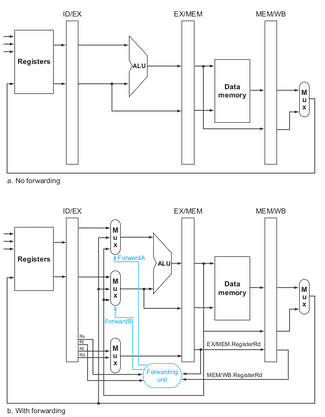 ID/EX
EX/MEM
MEM/WB
Registers
ALU
Data
memory
M
u
x
a. No forwarding
ID/EX
EX/MEM
MEM/WB
Registers
M
u
x
ForwardA
ALU
M
u
x
Data
memory
M
u
x
ForwardB
Rs
Rt
Rt
Rd
M
u
x
EX/MEM.RegisterRd
Forwarding
unit
MEM/WB.RegisterRd
b. With forwarding